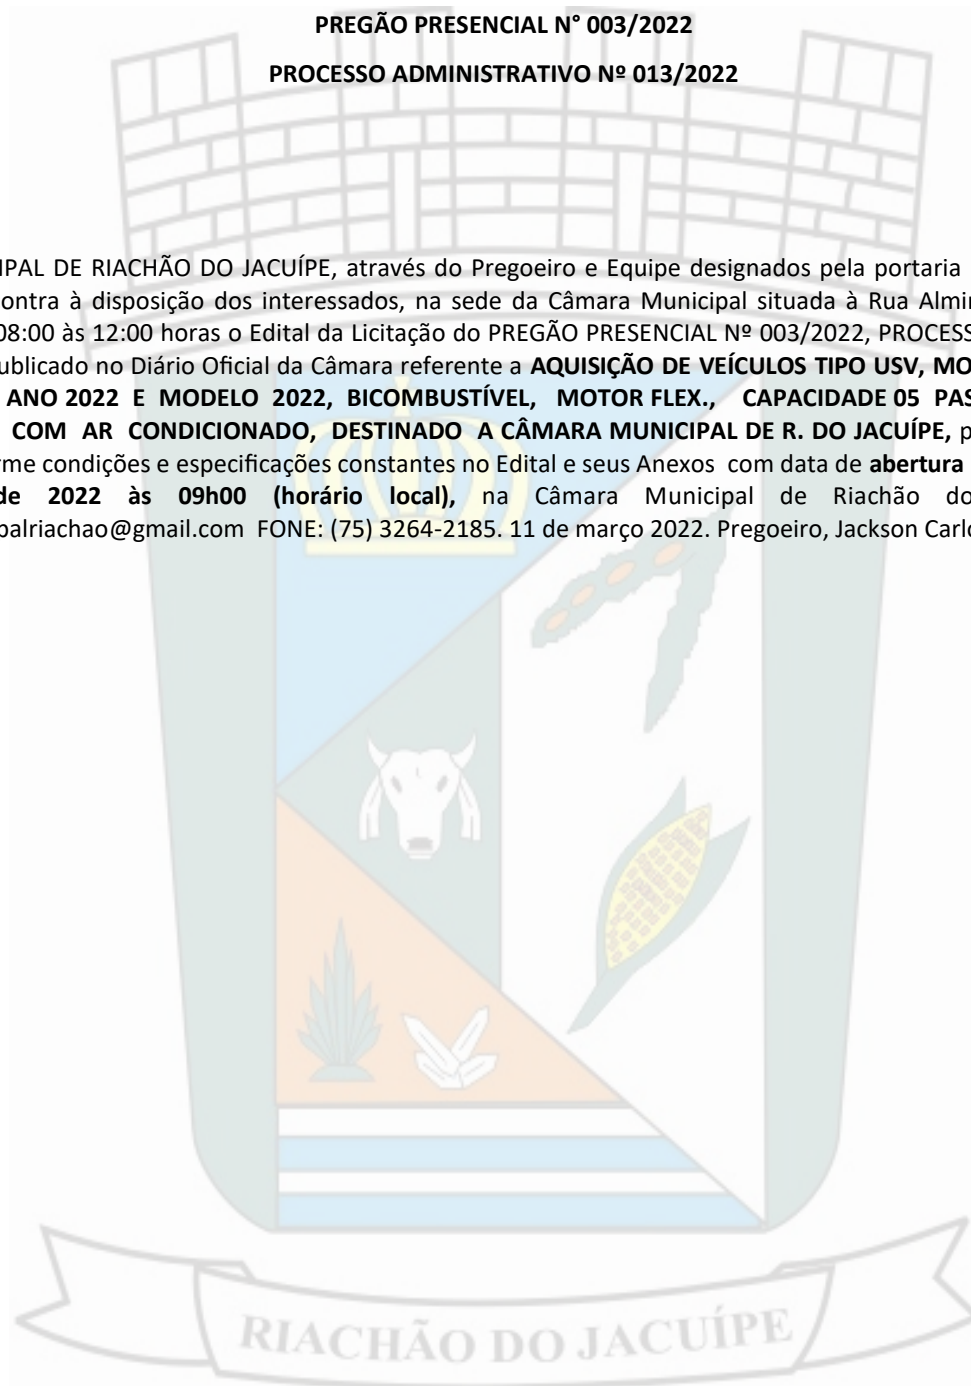 PREGÃO PRESENCIAL N° 003/2022
PROCESSO ADMINISTRATIVO Nº 013/2022
IPAL DE RIACHÃO DO JACUÍPE, através do Pregoeiro e Equipe designados pela portaria
ontra à disposição dos interessados, na sede da Câmara Municipal situada à Rua Almi
08:00 às 12:00 horas o Edital da Licitação do PREGÃO PRESENCIAL Nº 003/2022, PROCESS
ublicado no Diário Oficial da Câmara referente a AQUISIÇÃO DE VEÍCULOS TIPO USV, MO
ANO 2022 E MODELO 2022, BICOMBUSTÍVEL, MOTOR FLEX., CAPACIDADE 05 PAS
COM AR CONDICIONADO, DESTINADO A CÂMARA MUNICIPAL DE R. DO JACUÍPE, p
rme condições e especificações constantes no Edital e seus Anexos com data de abertura
de 2022 às 09h00 (horário local), na Câmara Municipal de Riachão do
palriachao@gmail.com FONE: (75) 3264-2185. 11 de março 2022. Pregoeiro, Jackson Carl
RIACHÃO DO JACUÍPE